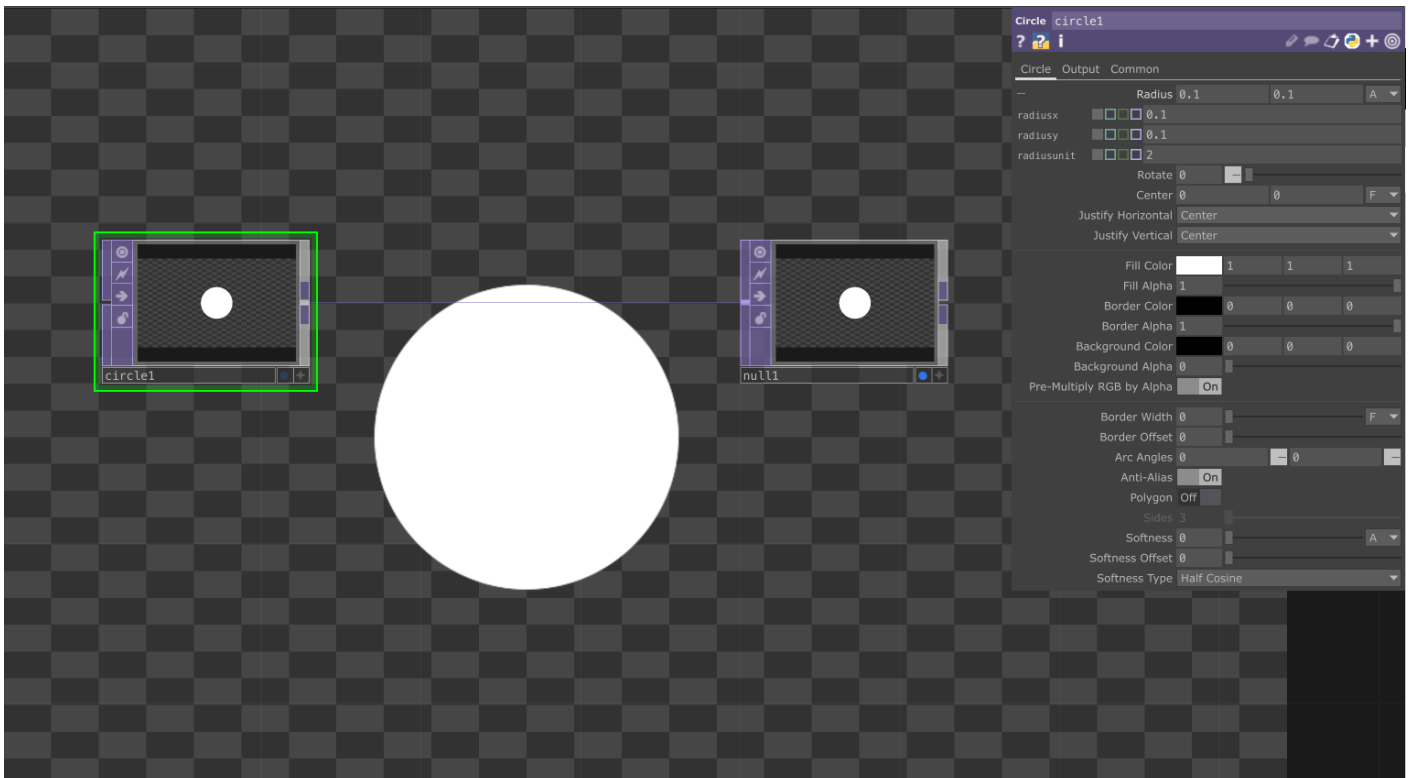 Circle circle1
? ? i
Circle Output Common
Radius 0.1 0.1 A
radiusx 0.1
radiusy 0.1
radiusunit 2
Rotate 0
Center 0 0 F
Justify Horizontal Center
Justify Vertical Center
Fill Color 1 1 1
Fill Alpha 1
Border Color 0 0 0
Border Alpha 1
Background Color 0 0 0
Background Alpha 0
Pre-Multiply RGB by Alpha On
Border Width 0 F
Border Offset 0
Arc Angles 0 0
Anti-Alias On
Polygon Off
Sides 3
Softness 0 A
Softness Offset 0
Softness Type Half Cosine
circle1
null1